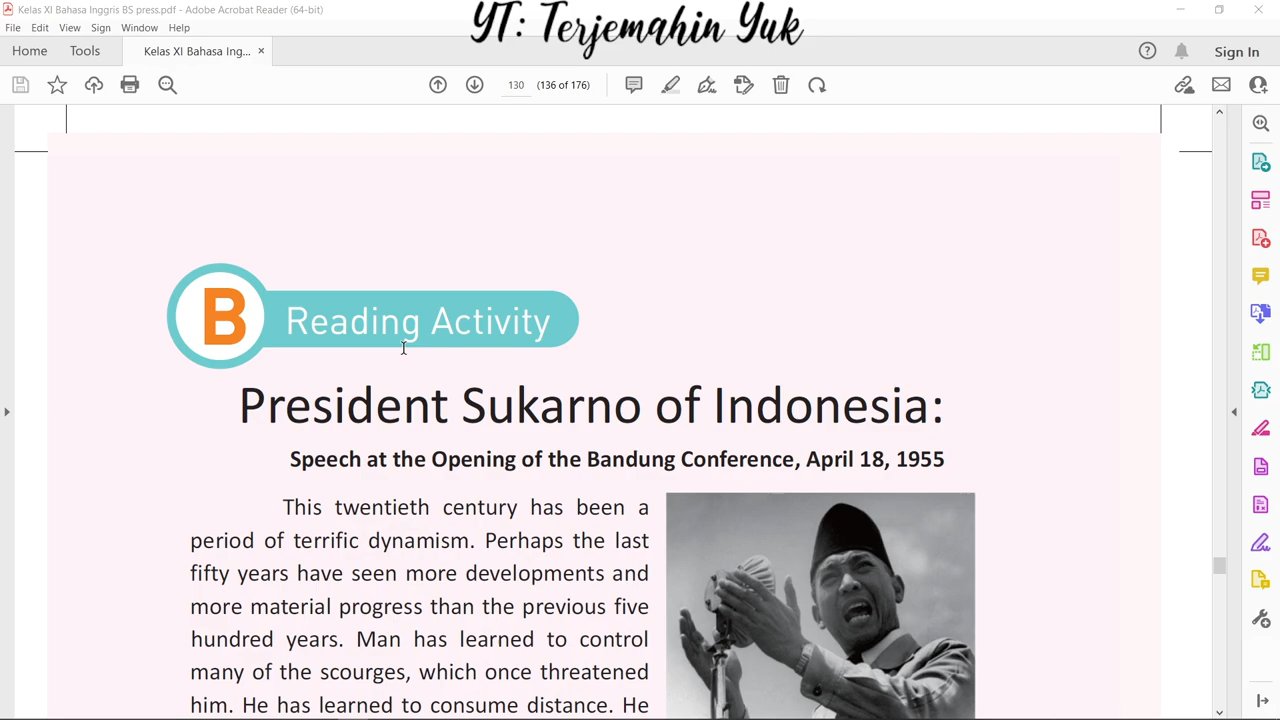 Kelas XI Bahasa Inggris BS press.pdf - Adobe Acrobat Reader (64-bit)
YT: Terjemahin Yuk
File Edit View Sign Window Help
Home Tools Kelas XI Bahasa Ing... × Sign In
130 (136 of 176)
B Reading Activity
President Sukarno of Indonesia:
Speech at the Opening of the Bandung Conference, April 18, 1955
This twentieth century has been a
period of terrific dynamism. Perhaps the last
fifty years have seen more developments and
more material progress than the previous five
hundred years. Man has learned to control
many of the scourges, which once threatened
him. He has learned to consume distance. He